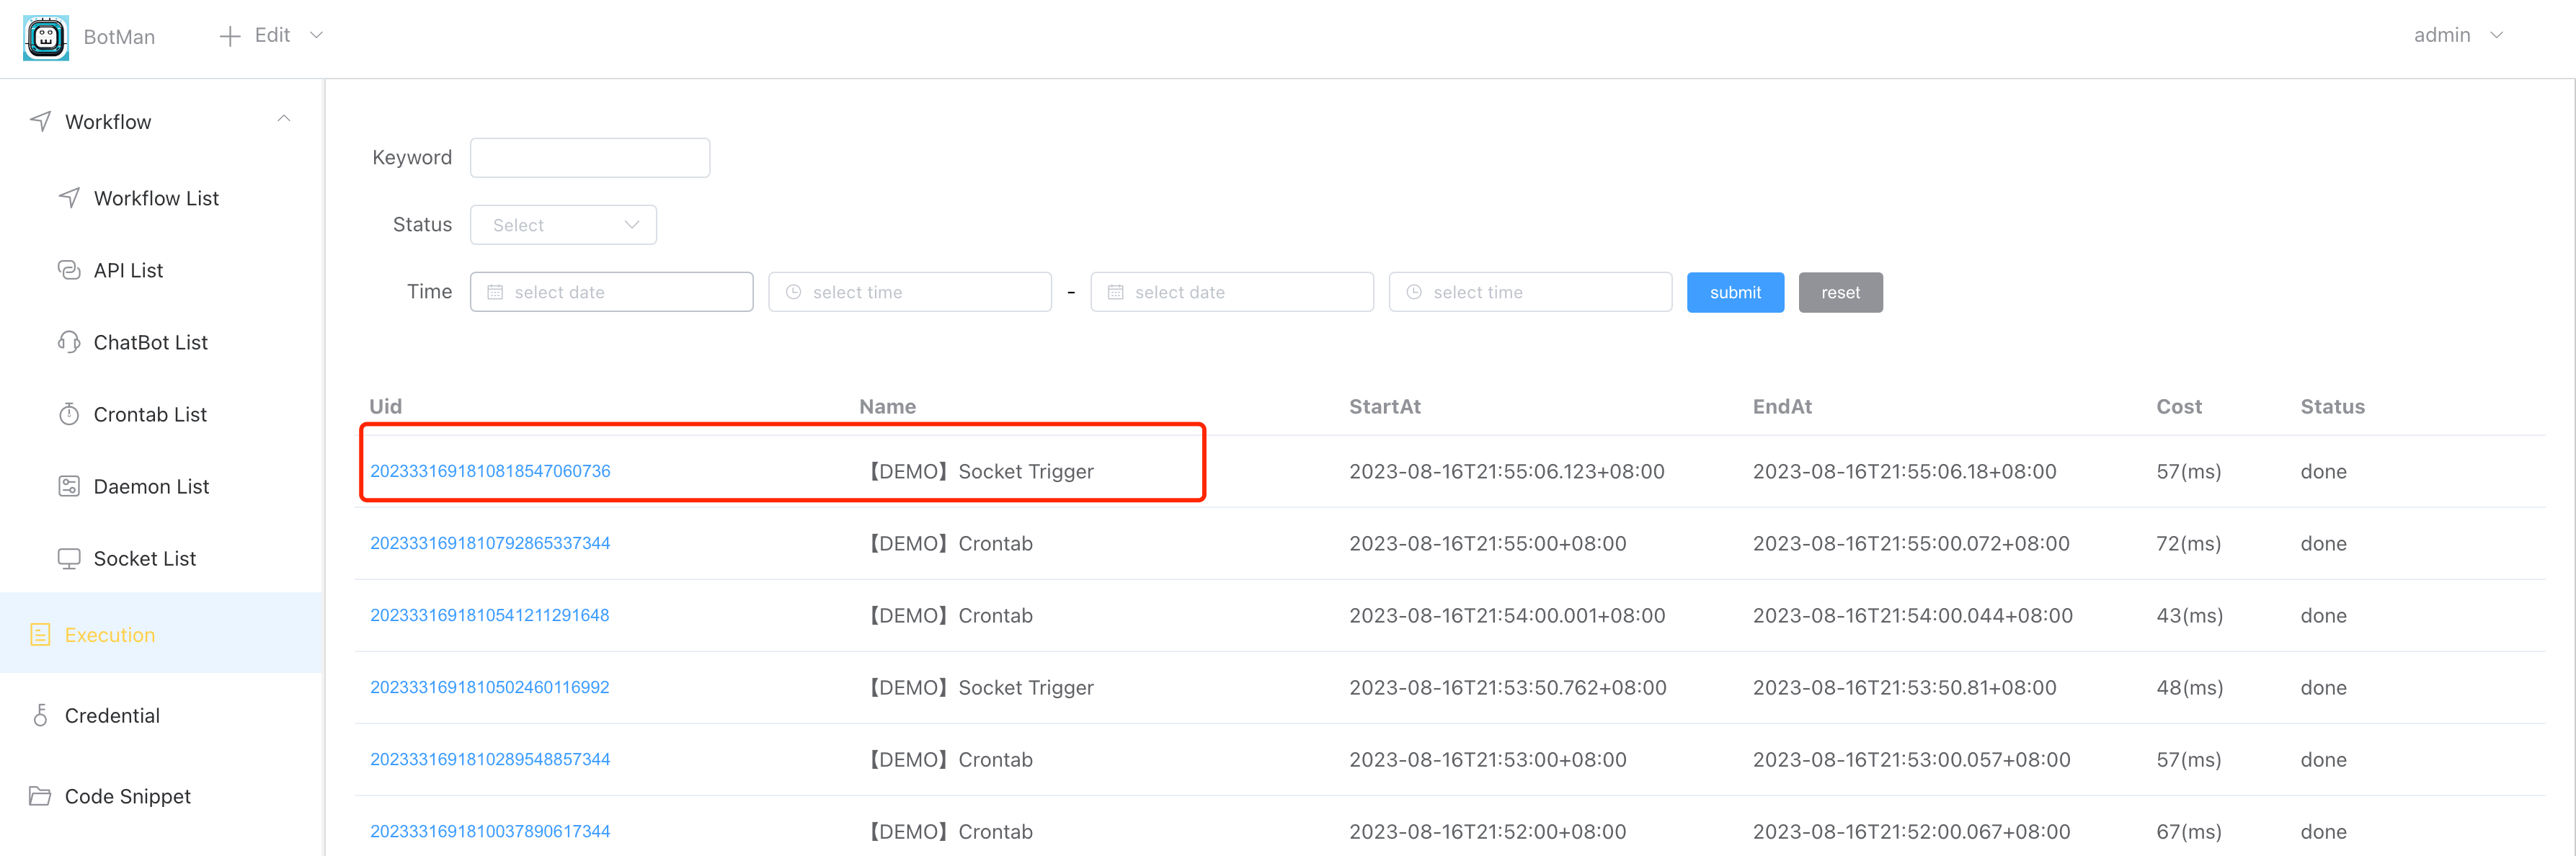 BotMan Edit admin
Workflow
Workflow List
API List
ChatBot List
Crontab List
Daemon List
Socket List
Execution
Credential
Code Snippet
Keyword
Status Select
Time select date select time - select date select time submit reset
Uid Name StartAt EndAt Cost Status
2023331691810818547060736 【DEMO】Socket Trigger 2023-08-16T21:55:06.123+08:00 2023-08-16T21:55:06.18+08:00 57(ms) done
2023331691810792865337344 【DEMO】Crontab 2023-08-16T21:55:00+08:00 2023-08-16T21:55:00.072+08:00 72(ms) done
2023331691810541211291648 【DEMO】Crontab 2023-08-16T21:54:00.001+08:00 2023-08-16T21:54:00.044+08:00 43(ms) done
2023331691810502460116992 【DEMO】Socket Trigger 2023-08-16T21:53:50.762+08:00 2023-08-16T21:53:50.81+08:00 48(ms) done
2023331691810289548857344 【DEMO】Crontab 2023-08-16T21:53:00+08:00 2023-08-16T21:53:00.057+08:00 57(ms) done
2023331691810037890617344 【DEMO】Crontab 2023-08-16T21:52:00+08:00 2023-08-16T21:52:00.067+08:00 67(ms) done